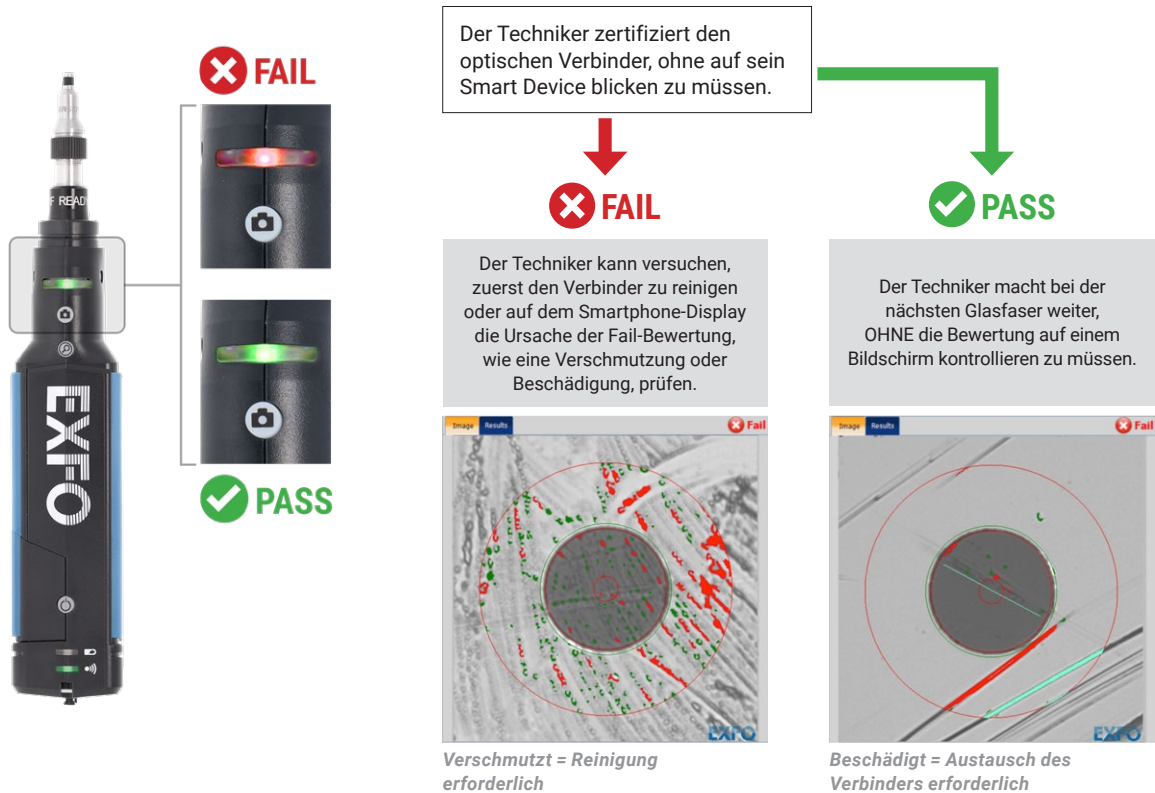 FAIL
F READY
EXFO
PASS
Der Techniker zertifiziert den
optischen Verbinder, ohne auf sein
Smart Device blicken zu müssen.
FAIL
Der Techniker kann versuchen,
zuerst den Verbinder zu reinigen
oder auf dem Smartphone-Display
die Ursache der Fail-Bewertung,
wie eine Verschmutzung oder
Beschädigung, prüfen.
Image Results Fail
EXFO
Verschmutzt = Reinigung
erforderlich
PASS
Der Techniker macht bei der
nächsten Glasfaser weiter,
OHNE die Bewertung auf einem
Bildschirm kontrollieren zu müssen.
Image Results Fail
EXFO
Beschädigt = Austausch des
Verbinders erforderlich